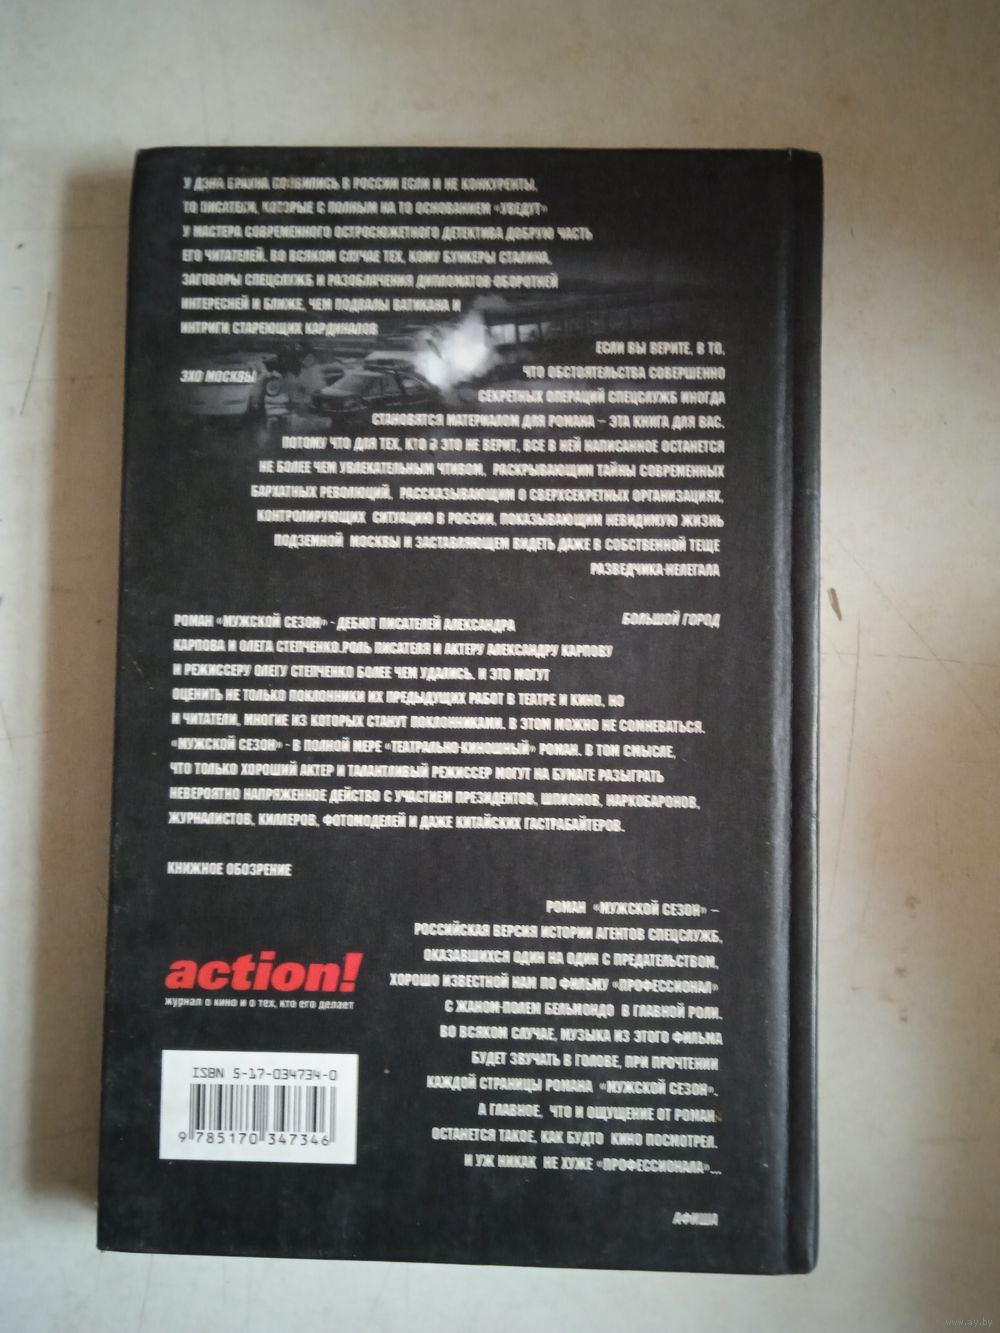 У ДЭНА БРАУНА ПОЯВИЛИСЬ В РОССИИ ЕСЛИ И НЕ КОНКУРЕНТЫ,
ТО ПИСАТЕЛИ, КОТОРЫЕ С ПОЛНЫМ НА ТО ОСНОВАНИЕМ «УВЕДУТ»
У МАСТЕРА СОВРЕМЕННОГО ОСТРОСЮЖЕТНОГО ДЕТЕКТИВА ДОБРУЮ ЧАСТЬ
ЕГО ЧИТАТЕЛЕЙ. ВО ВСЯКОМ СЛУЧАЕ ТЕХ, КОМУ БУНКЕРЫ СТАЛИНА,
ЗАГОВОРЫ СПЕЦСЛУЖБ И РАЗОБЛАЧЕНИЯ ДИПЛОМАТОВ-ОБОРОТНЕЙ
ИНТЕРЕСНЕЙ И БЛИЖЕ, ЧЕМ ПОДВАЛЫ ВАТИКАНА И
ИНТРИГИ СТАРЕЮЩИХ КАРДИНАЛОВ
ЭХО МОСКВЫ
ЕСЛИ ВЫ ВЕРИТЕ, В ТО,
ЧТО ОБСТОЯТЕЛЬСТВА СОВЕРШЕННО
СЕКРЕТНЫХ ОПЕРАЦИЙ СПЕЦСЛУЖБ ИНОГДА
СТАНОВЯТСЯ МАТЕРИАЛОМ ДЛЯ РОМАНА – ЭТА КНИГА ДЛЯ ВАС.
ПОТОМУ ЧТО ДЛЯ ТЕХ, КТО В ЭТО НЕ ВЕРИТ, ВСЕ В НЕЙ НАПИСАННОЕ ОСТАНЕТСЯ
НЕ БОЛЕЕ ЧЕМ УВЛЕКАТЕЛЬНЫМ ЧТИВОМ, РАСКРЫВАЮЩИМ ТАЙНЫ СОВРЕМЕННЫХ
БАРХАТНЫХ РЕВОЛЮЦИЙ, РАССКАЗЫВАЮЩИМ О СВЕРХСЕКРЕТНЫХ ОРГАНИЗАЦИЯХ,
КОНТРОЛИРУЮЩИХ СИТУАЦИЮ В РОССИИ, ПОКАЗЫВАЮЩИМ НЕВИДИМУЮ ЖИЗНЬ
ПОДЗЕМНОЙ МОСКВЫ И ЗАСТАВЛЯЮЩЕМ ВИДЕТЬ ДАЖЕ В СОБСТВЕННОЙ ТЕЩЕ
РАЗВЕДЧИКА-НЕЛЕГАЛА
БОЛЬШОЙ ГОРОД
РОМАН «МУЖСКОЙ СЕЗОН» - ДЕБЮТ ПИСАТЕЛЕЙ АЛЕКСАНДРА
КАРПОВА И ОЛЕГА СТЕПЧЕНКО.РОЛЬ ПИСАТЕЛЯ И АКТЕРУ АЛЕКСАНДРУ КАРПОВУ
И РЕЖИССЕРУ ОЛЕГУ СТЕПЧЕНКО БОЛЕЕ ЧЕМ УДАЛИСЬ. И ЭТО МОГУТ
ОЦЕНИТЬ НЕ ТОЛЬКО ПОКЛОННИКИ ИХ ПРЕДЫДУЩИХ РАБОТ В ТЕАТРЕ И КИНО, НО
И ЧИТАТЕЛИ, МНОГИЕ ИЗ КОТОРЫХ СТАНУТ ПОКЛОННИКАМИ. В ЭТОМ МОЖНО НЕ СОМНЕВАТЬСЯ.
«МУЖСКОЙ СЕЗОН» - В ПОЛНОЙ МЕРЕ «ТЕАТРАЛЬНО-КИНОШНЫЙ» РОМАН. В ТОМ СМЫСЛЕ,
ЧТО ТОЛЬКО ХОРОШИЙ АКТЕР И ТАЛАНТЛИВЫЙ РЕЖИССЕР МОГУТ НА БУМАГЕ РАЗЫГРАТЬ
НЕВЕРОЯТНО НАПРЯЖЕННОЕ ДЕЙСТВО С УЧАСТИЕМ ПРЕЗИДЕНТОВ, ШПИОНОВ, НАРКОБАРОНОВ,
ЖУРНАЛИСТОВ, КИЛЛЕРОВ, ФОТОМОДЕЛЕЙ И ДАЖЕ КИТАЙСКИХ ГАСТРАБАЙТЕРОВ.
КНИЖНОЕ ОБОЗРЕНИЕ
РОМАН «МУЖСКОЙ СЕЗОН» –
РОССИЙСКАЯ ВЕРСИЯ ИСТОРИИ АГЕНТОВ СПЕЦСЛУЖБ,
ОКАЗАВШИХСЯ ОДИН НА ОДИН С ПРЕДАТЕЛЬСТВОМ,
ХОРОШО ИЗВЕСТНОЙ НАМ ПО ФИЛЬМУ «ПРОФЕССИОНАЛ»
С ЖАНОМ-ПОЛЕМ БЕЛЬМОНДО В ГЛАВНОЙ РОЛИ.
ВО ВСЯКОМ СЛУЧАЕ, МУЗЫКА ИЗ ЭТОГО ФИЛЬМА
БУДЕТ ЗВУЧАТЬ В ГОЛОВЕ, ПРИ ПРОЧТЕНИИ
КАЖДОЙ СТРАНИЦЫ РОМАНА «МУЖСКОЙ СЕЗОН».
А ГЛАВНОЕ, ЧТО И ОЩУЩЕНИЕ ОТ РОМАН
ОСТАНЕТСЯ ТАКОЕ, КАК БУДТО КИНО ПОСМОТРЕЛ.
И УЖ НИКАК НЕ ХУЖЕ «ПРОФЕССИОНАЛА»...
АФИША
action!
журнал о кино и о тех, кто его делает
ISBN 5-17-034734-0
9 785170 347346
www.ay.by